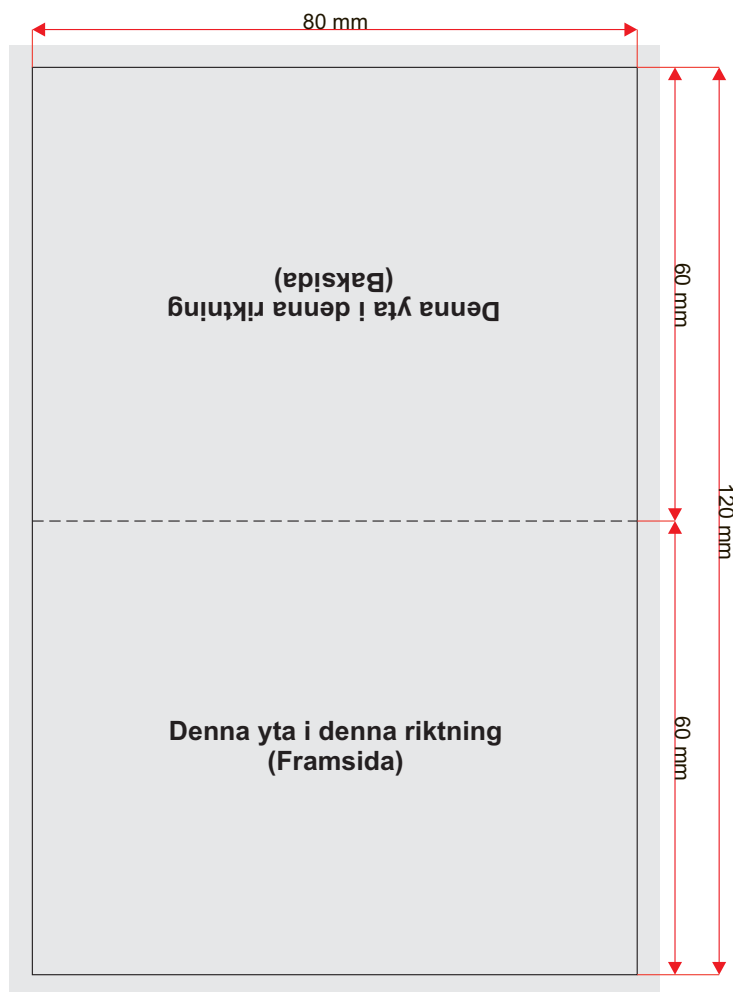 80 mm
Denna yta i denna riktning
(Baksida)
60 mm
120 mm
Denna yta i denna riktning
(Framsida)
60 mm